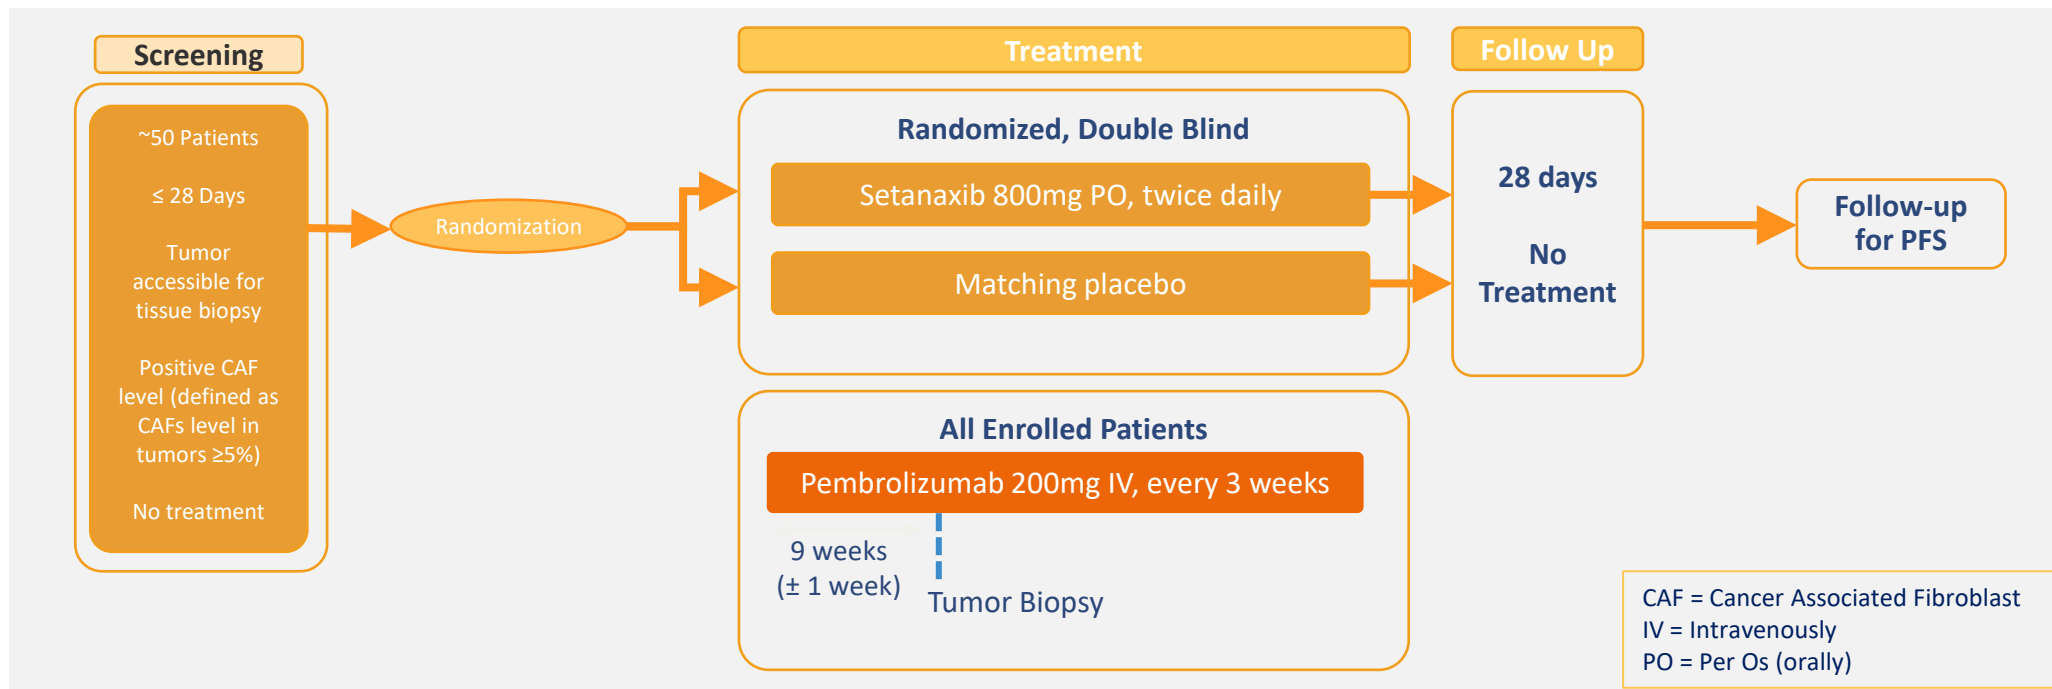 Screening
~50 Patients
≤ 28 Days
Tumor
accessible for
tissue biopsy
Positive CAF
level (defined as
CAFs level in
tumors ≥5%)
No treatment
Randomization
Treatment
Randomized, Double Blind
Setanaxib 800mg PO, twice daily
Matching placebo
All Enrolled Patients
Pembrolizumab 200mg IV, every 3 weeks
9 weeks
(± 1 week)
Tumor Biopsy
Follow Up
28 days
No
Treatment
Follow-up
for PFS
CAF = Cancer Associated Fibroblast
IV = Intravenously
PO = Per Os (orally)